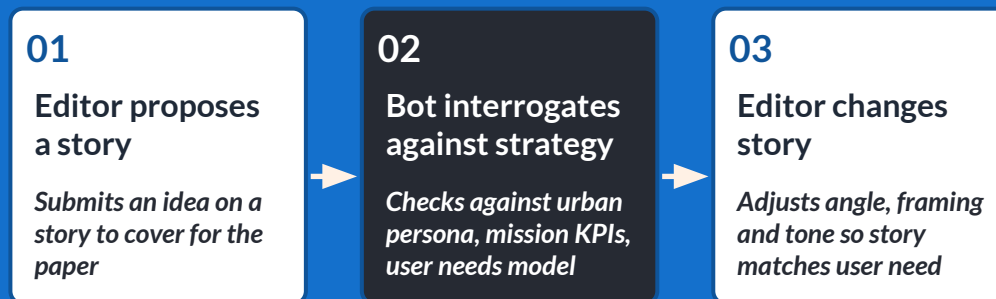 01
Editor proposes
a story
Submits an idea on a
story to cover for the
paper
02
Bot interrogates
against strategy
Checks against urban
persona, mission KPIs,
user needs model
03
Editor changes
story
Adjusts angle, framing
and tone so story
matches user need